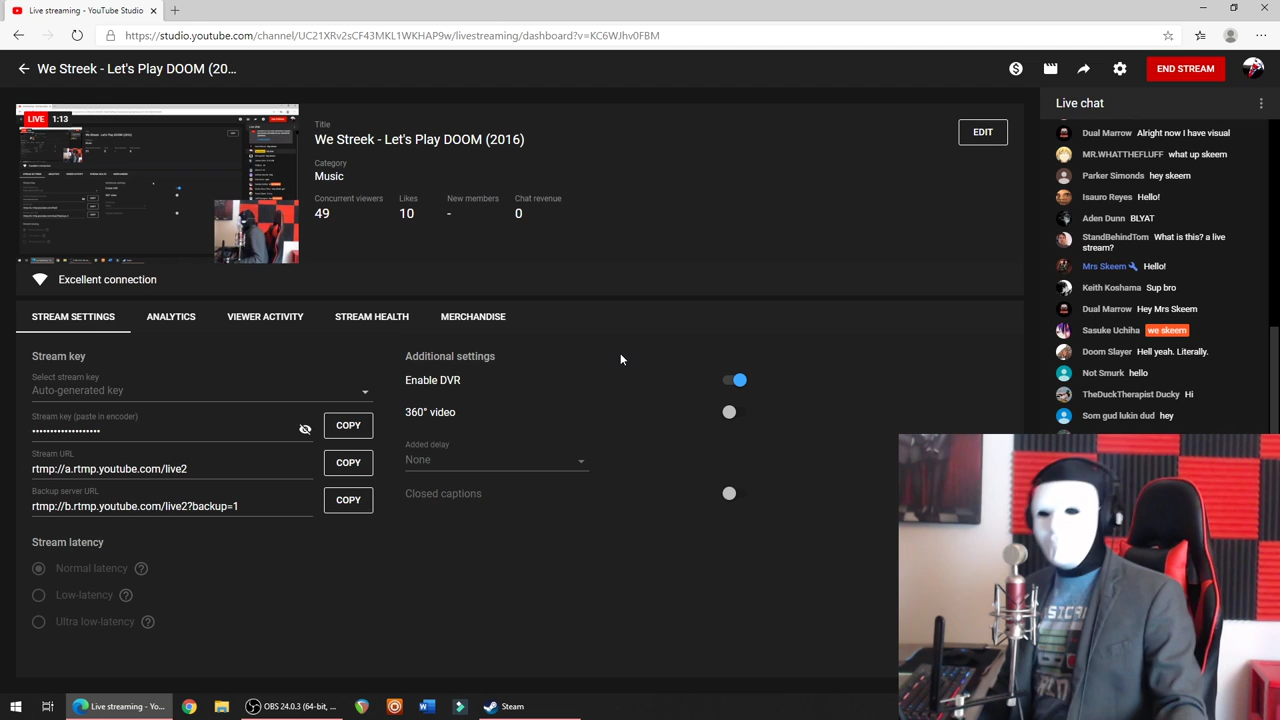 Live streaming - YouTube Studio
https://studio.youtube.com/channel/UC21XRv2sCF43MKL1WKHAP9w/livestreaming/dashboard?v=KC6WJhv0FBM
We Streek - Let's Play DOOM (20...
END STREAM
LIVE 1:13
Title
We Streek - Let's Play DOOM (2016)
EDIT
Category
Music
Concurrent viewers
49
Likes
10
New members
-
Chat revenue
0
Excellent connection
STREAM SETTINGS
ANALYTICS
VIEWER ACTIVITY
STREAM HEALTH
MERCHANDISE
Stream key
Select stream key
Auto-generated key
Stream key (paste in encoder)
COPY
Stream URL
rtmp://a.rtmp.youtube.com/live2
COPY
Backup server URL
rtmp://b.rtmp.youtube.com/live2?backup=1
COPY
Stream latency
Normal latency
Low-latency
Ultra low-latency
Additional settings
Enable DVR
360° video
Added delay
None
Closed captions
Live chat
Dual Marrow Alright now I have visual
MR.WHATTHEFLUFF what up skeem
Parker Simonds hey skeem
Isauro Reyes Hello!
Aden Dunn BLYAT
StandBehindTom What is this? a live
stream?
Mrs Skeem Hello!
Keith Koshama Sup bro
Dual Marrow Hey Mrs Skeem
Sasuke Uchiha we skeem
Doom Slayer Hell yeah. Literally.
Not Smurk hello
TheDuckTherapist Ducky Hi
Som gud lukin dud hey
Live streaming - Yo...
OBS 24.0.3 (64-bit, ...
Steam